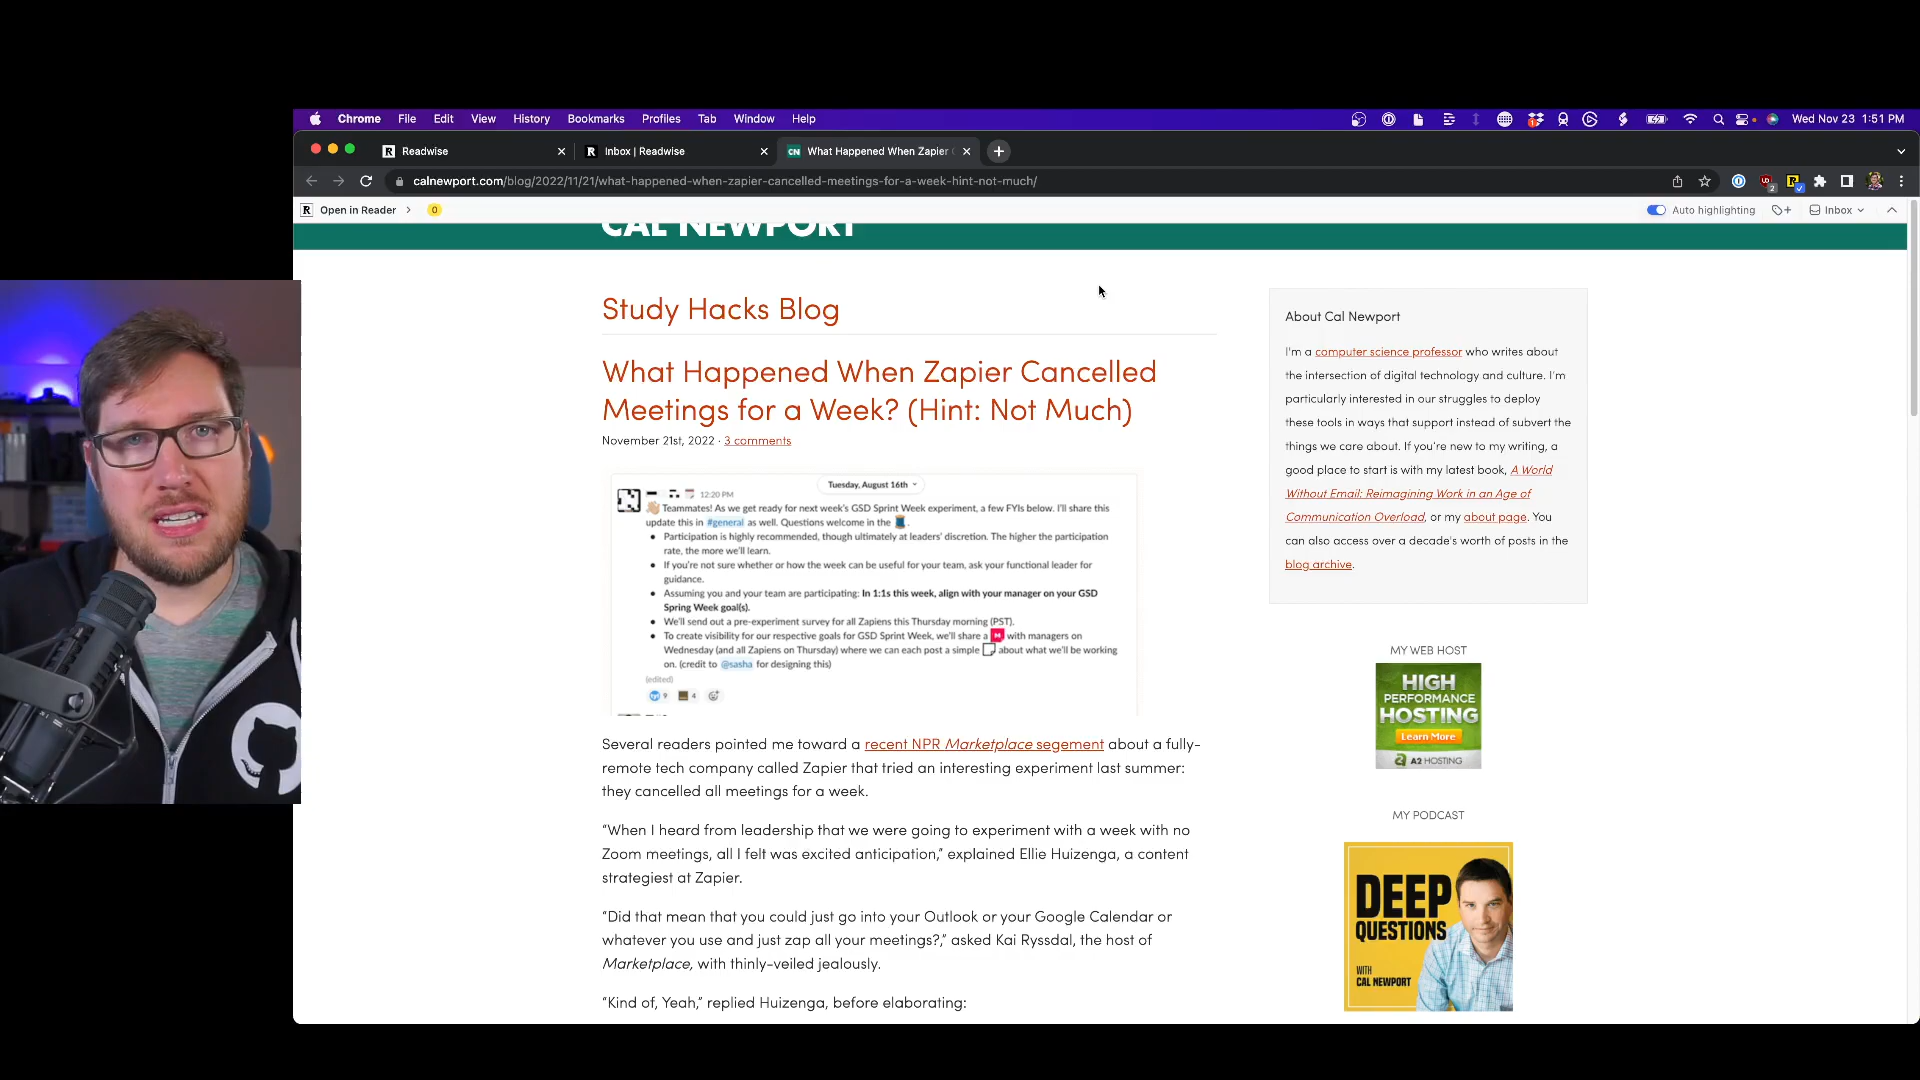 Chrome File Edit View History Bookmarks Profiles Tab Window Help
Wed Nov 23 1:51 PM
Readwise
Inbox | Readwise
What Happened When Zapier
calnewport.com/blog/2022/11/21/what-happened-when-zapier-cancelled-meetings-for-a-week-hint-not-much/
Open in Reader
0
Auto highlighting
Inbox
CAL NEWPORT
Study Hacks Blog
What Happened When Zapier Cancelled
Meetings for a Week? (Hint: Not Much)
November 21st, 2022 · 3 comments
Tuesday, August 16th
12:20 PM
Teammates! As we get ready for next week's GSD Sprint Week experiment, a few FYIs below. I'll share this
update this in #general as well. Questions welcome in the
Participation is highly recommended, though ultimately at leaders' discretion. The higher the participation
rate, the more we'll learn.
If you're not sure whether or how the week can be useful for your team, ask your functional leader for
guidance.
Assuming you and your team are participating: In 1:1s this week, align with your manager on your GSD
Spring Week goal(s).
We'll send out a pre-experiment survey for all Zapiens this Thursday morning (PST).
To create visibility for our respective goals for GSD Sprint Week, we'll share a M with managers on
Wednesday (and all Zapiens on Thursday) where we can each post a simple about what we'll be working
on. (credit to @sasha for designing this)
(edited)
9 4
Several readers pointed me toward a recent NPR Marketplace segement about a fully-
remote tech company called Zapier that tried an interesting experiment last summer:
they cancelled all meetings for a week.
“When I heard from leadership that we were going to experiment with a week with no
Zoom meetings, all I felt was excited anticipation,” explained Ellie Huizenga, a content
strategiest at Zapier.
“Did that mean that you could just go into your Outlook or your Google Calendar or
whatever you use and just zap all your meetings?,” asked Kai Ryssdal, the host of
Marketplace, with thinly-veiled jealously.
“Kind of, Yeah,” replied Huizenga, before elaborating:
About Cal Newport
I'm a computer science professor who writes about
the intersection of digital technology and culture. I'm
particularly interested in our struggles to deploy
these tools in ways that support instead of subvert the
things we care about. If you're new to my writing, a
good place to start is with my latest book, A World
Without Email: Reimagining Work in an Age of
Communication Overload, or my about page. You
can also access over a decade's worth of posts in the
blog archive.
MY WEB HOST
HIGH
PERFORMANCE
HOSTING
Learn More
A2 HOSTING
MY PODCAST
DEEP
QUESTIONS
WITH
CAL NEWPORT